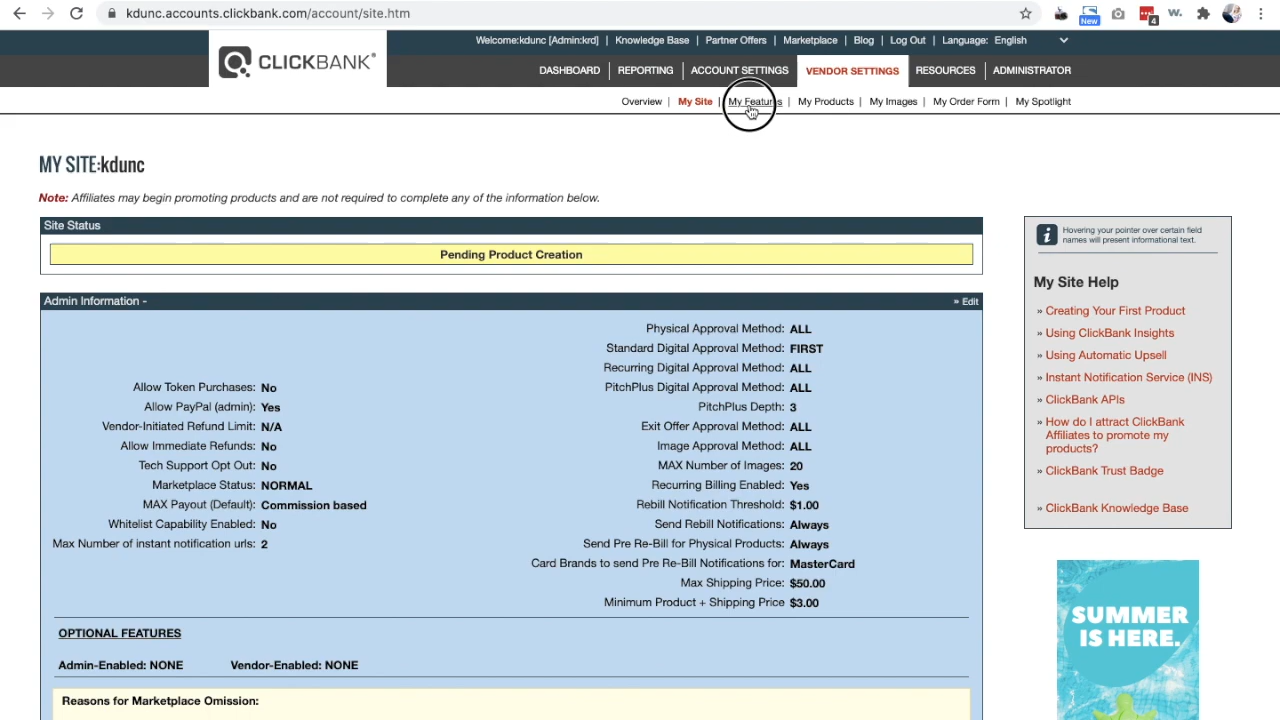 kdunc.accounts.clickbank.com/account/site.htm
New
4
W.
Welcome:kdunc [Admin:krd] | Knowledge Base | Partner Offers | Marketplace | Blog | Log Out | Language: English
CLICKBANK®
DASHBOARD | REPORTING | ACCOUNT SETTINGS VENDOR SETTINGS RESOURCES | ADMINISTRATOR
Overview | My Site | My Features | My Products | My Images | My Order Form | My Spotlight
MY SITE:kdunc
Note: Affiliates may begin promoting products and are not required to complete any of the information below.
Site Status
Pending Product Creation
Admin Information -
» Edit
Physical Approval Method: ALL
Standard Digital Approval Method: FIRST
Recurring Digital Approval Method: ALL
Allow Token Purchases: No
PitchPlus Digital Approval Method: ALL
Allow PayPal (admin): Yes
PitchPlus Depth: 3
Vendor-Initiated Refund Limit: N/A
Exit Offer Approval Method: ALL
Allow Immediate Refunds: No
Image Approval Method: ALL
Tech Support Opt Out: No
MAX Number of Images: 20
Marketplace Status: NORMAL
Recurring Billing Enabled: Yes
MAX Payout (Default): Commission based
Rebill Notification Threshold: $1.00
Whitelist Capability Enabled: No
Send Rebill Notifications: Always
Max Number of instant notification urls: 2
Send Pre Re-Bill for Physical Products: Always
Card Brands to send Pre Re-Bill Notifications for: MasterCard
Max Shipping Price: $50.00
Minimum Product + Shipping Price $3.00
OPTIONAL FEATURES
Admin-Enabled: NONE
Vendor-Enabled: NONE
Reasons for Marketplace Omission:
i
Hovering your pointer over certain field
names will present informational text.
My Site Help
» Creating Your First Product
» Using ClickBank Insights
» Using Automatic Upsell
» Instant Notification Service (INS)
» ClickBank APIs
» How do I attract ClickBank
Affiliates to promote my
products?
» ClickBank Trust Badge
» ClickBank Knowledge Base
SUMMER
IS HERE.